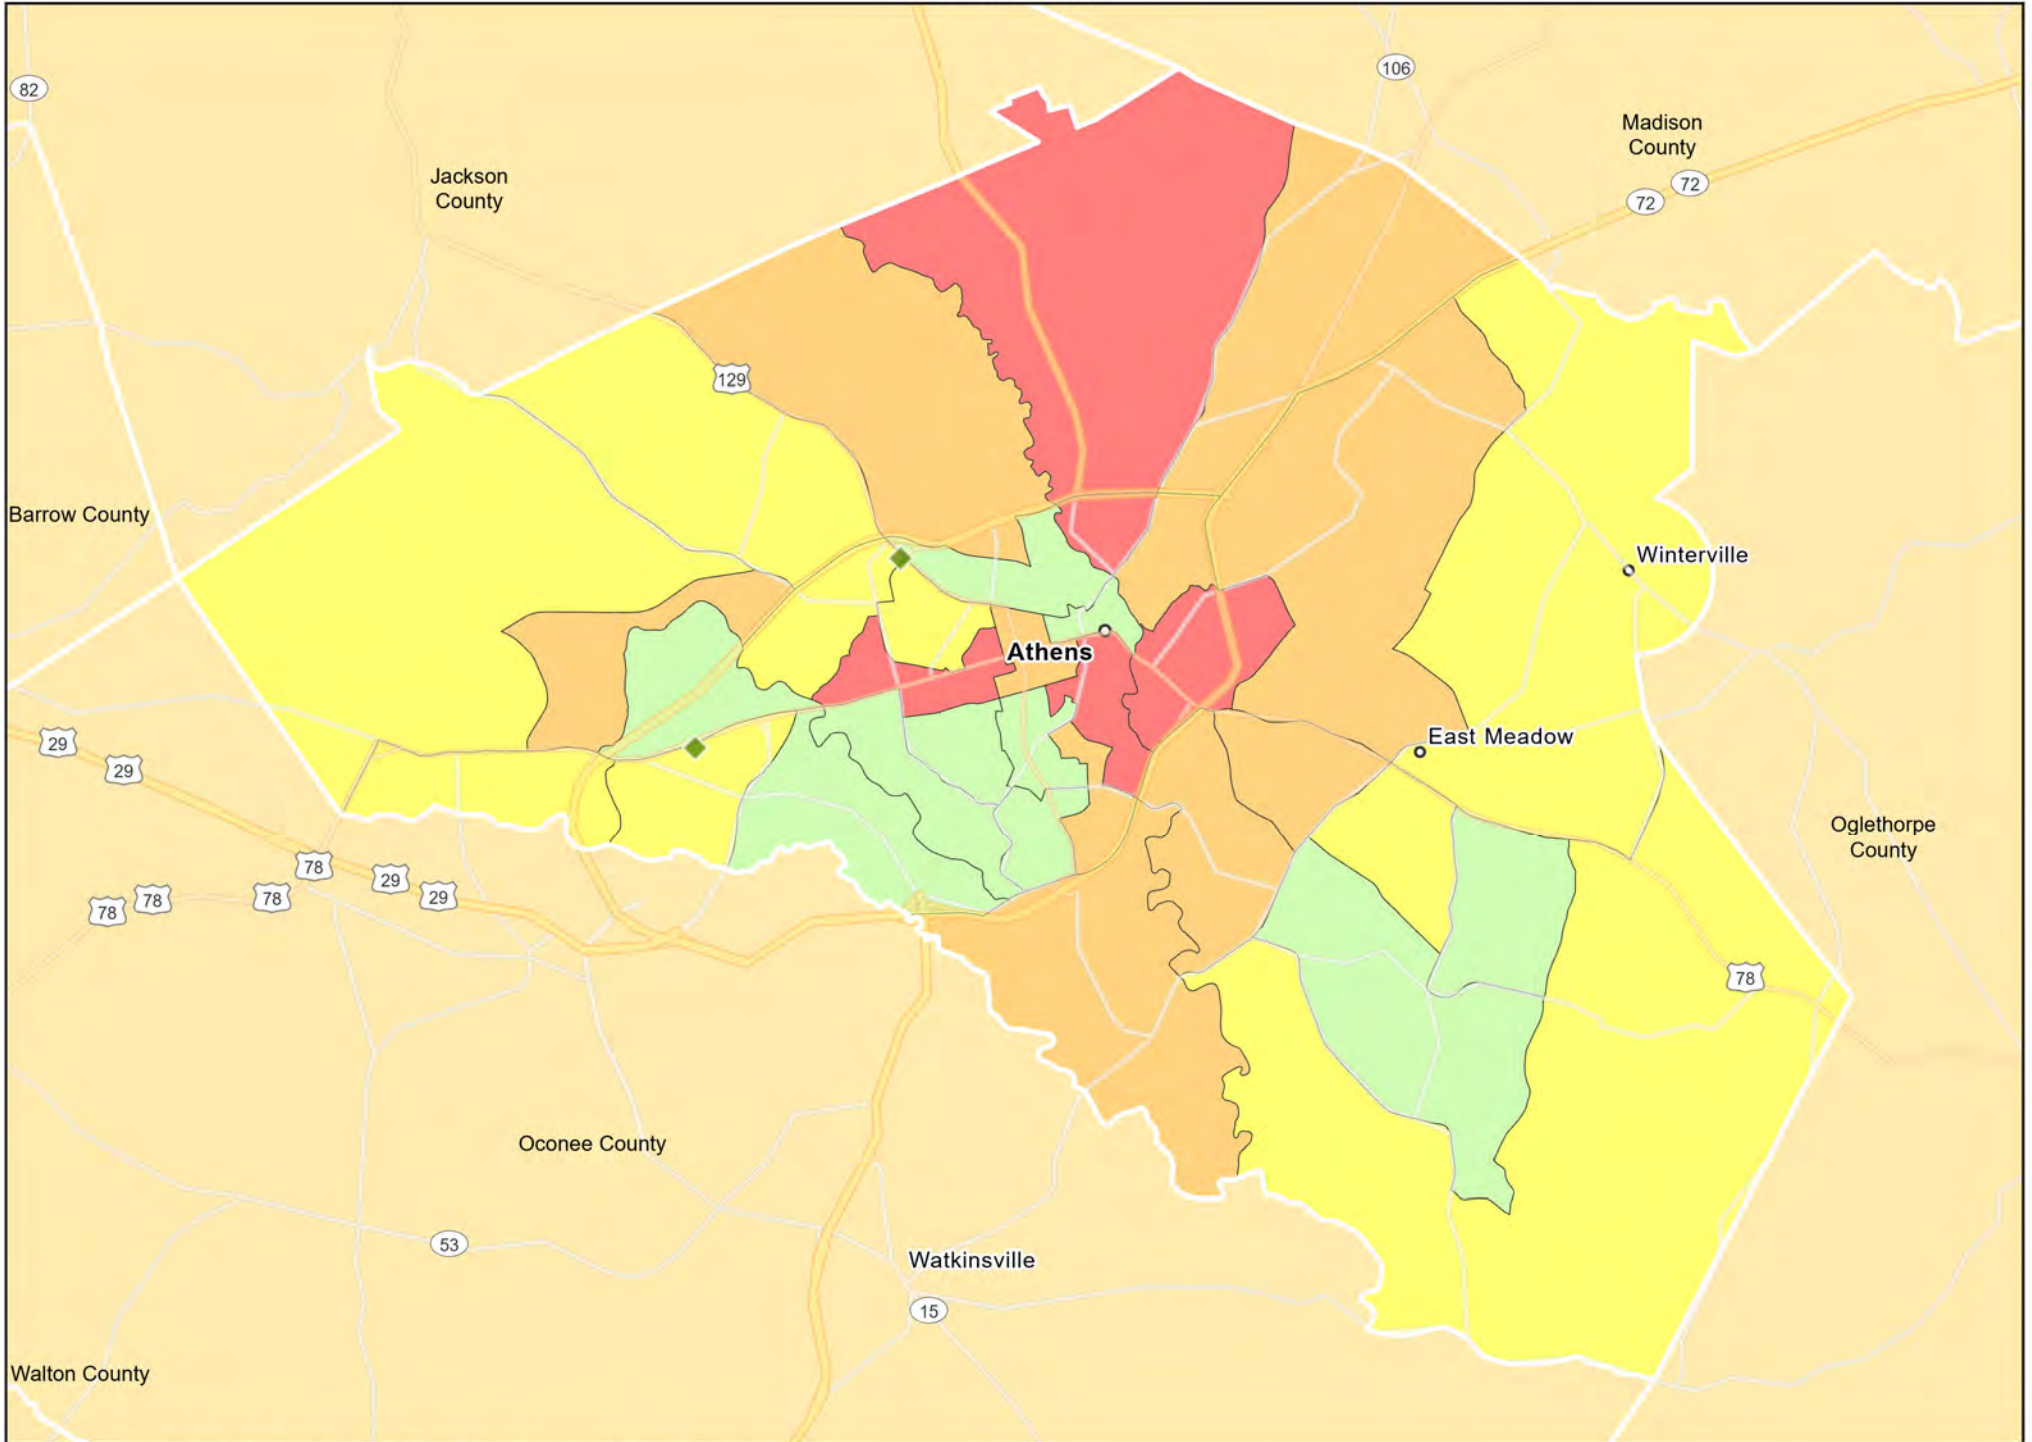 106
82
Madison
County
Jackson
County
72
72
129
Barrow County
Winterville
Athens
East Meadow
29
29
Oglethorpe
County
78
29
29
78
78
78
78
Oconee County
53
Watkinsville
15
Walton County